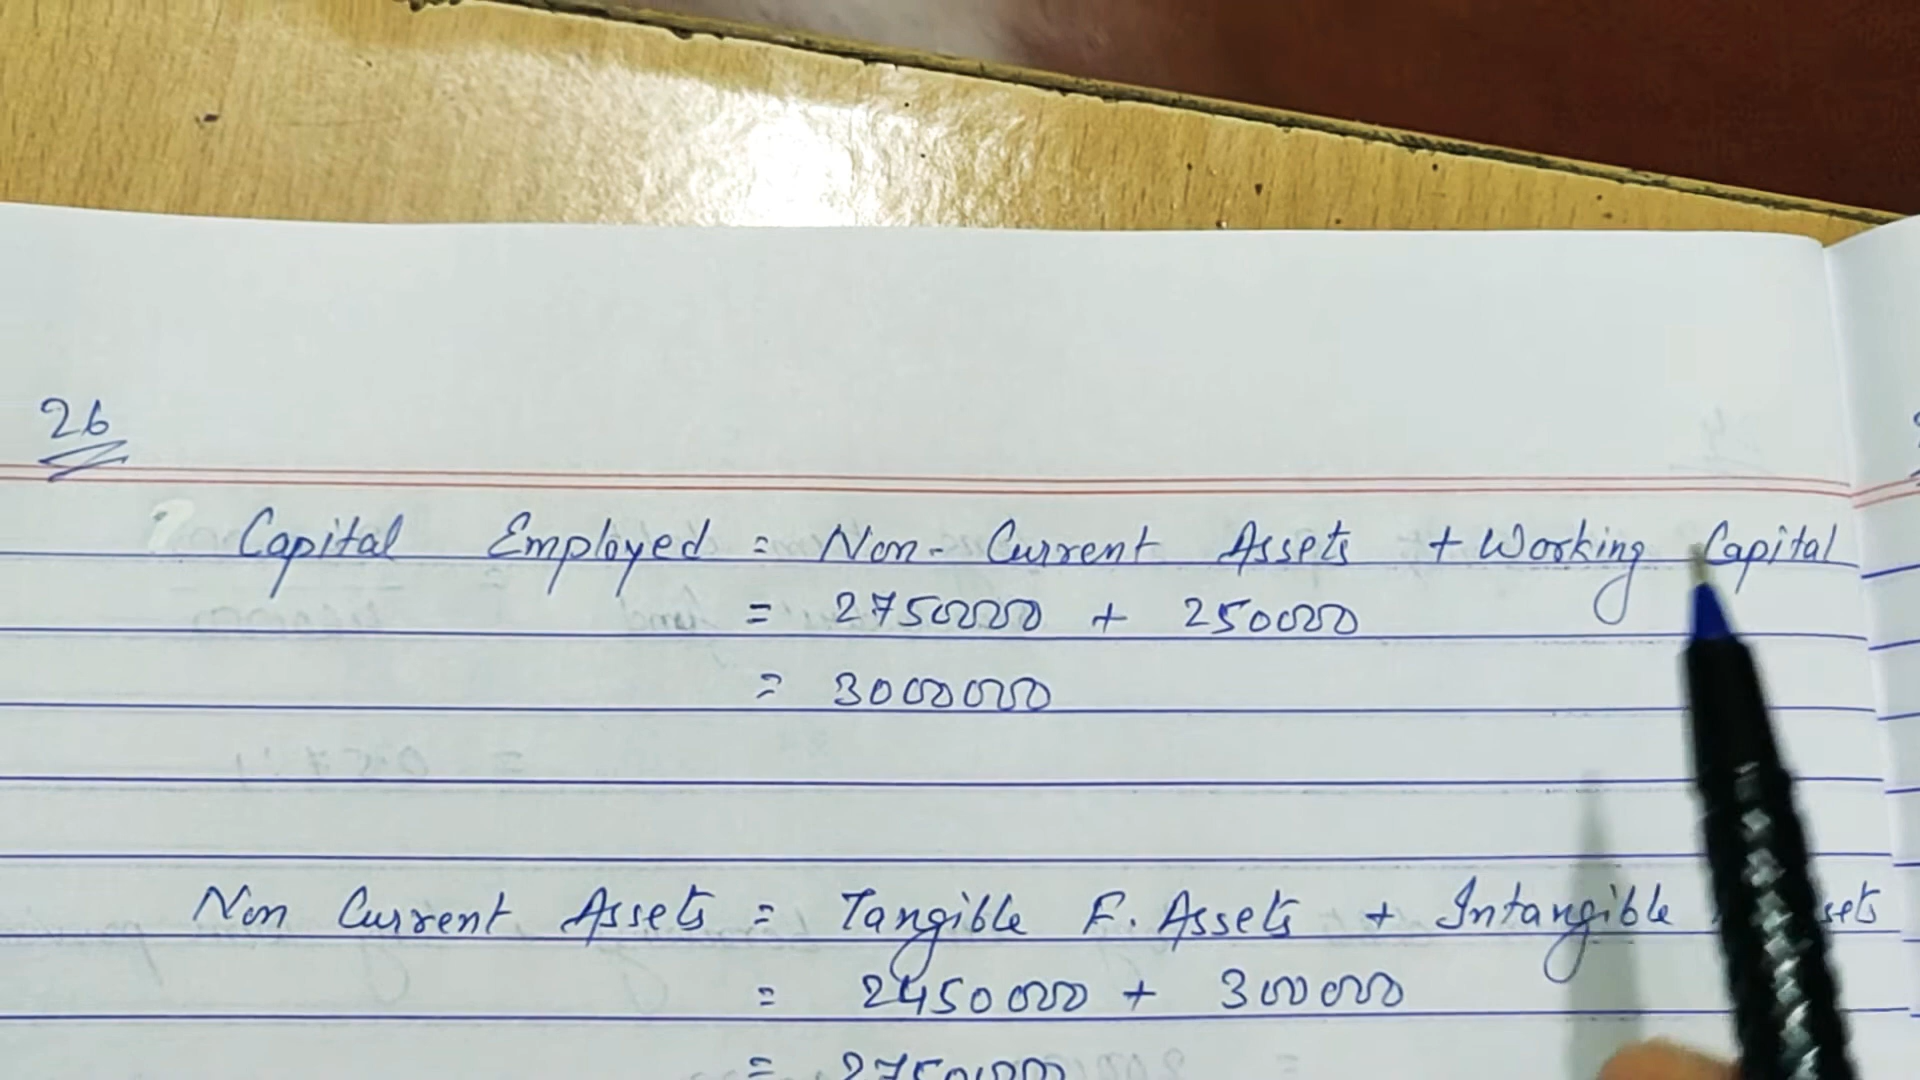 26
Capital Employed = Non-Current Assets + Working Capital
= 2750000 + 250000
= 3000000
Non Current Assets = Tangible F. Assets + Intangible
= 2450000 + 300000
= 2750000